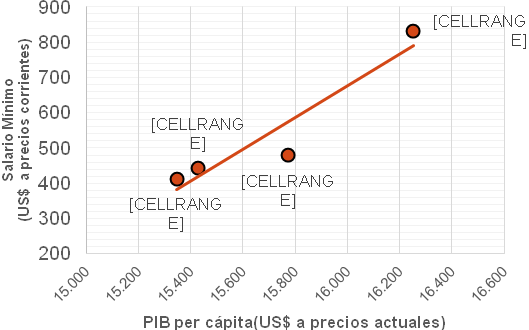 900
800
700
600
500
400
300
200
Salario Mínimo
(US$ a precios corrientes)
[CELLRANG
E]
[CELLRANG
E]
[CELLRANG
E]
[CELLRANG
E]
15.000
15.200
15.400
15.600
15.800
16.000
16.200
16.400
16.600
PIB per cápita(US$ a precios actuales)